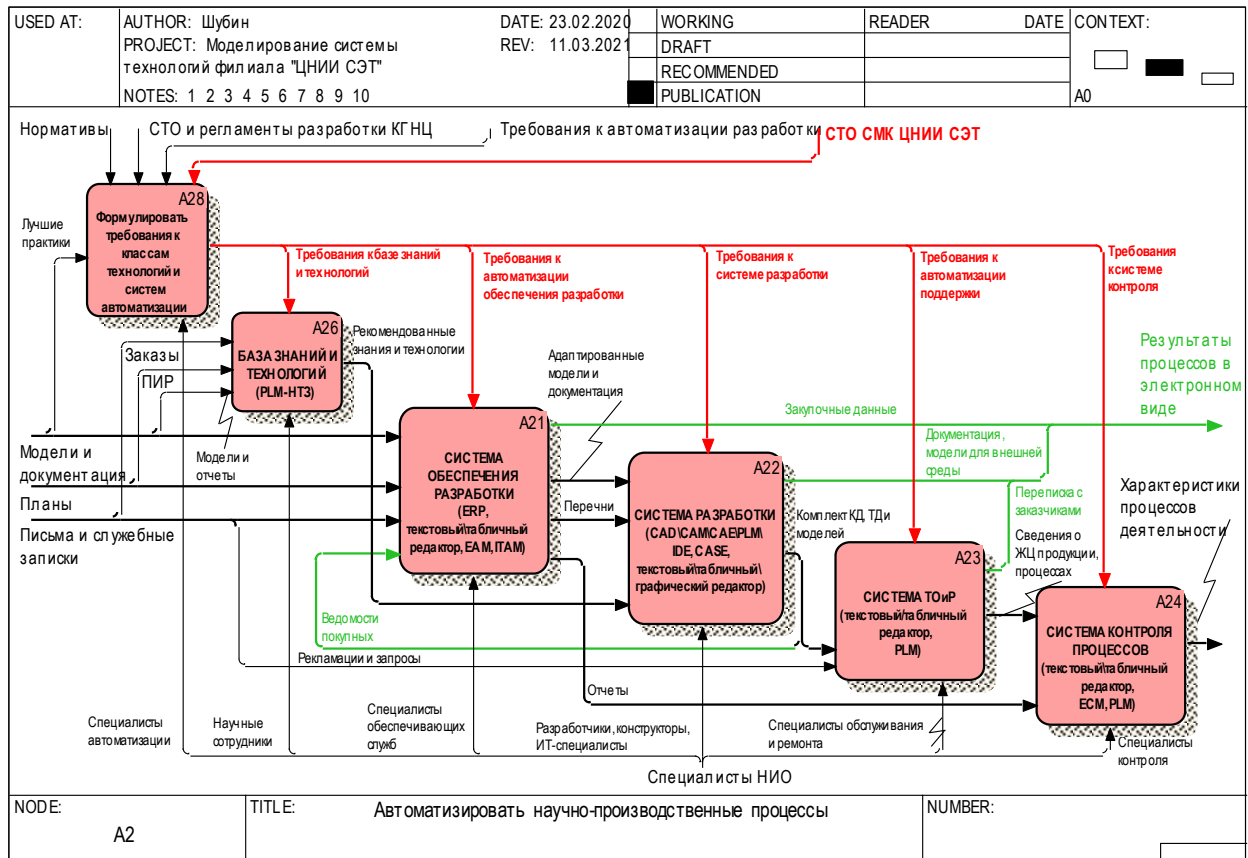 USED AT:
AUTHOR: Шубин
DATE: 23.02.2020
PROJECT: Моделирование системы
REV: 11.03.2021
технологий филиала "ЦНИИ СЭТ"
NOTES: 1 2 3 4 5 6 7 8 9 10
WORKING
DRAFT
RECOMMENDED
PUBLICATION
READER
DATE
CONTEXT:
A0
Нормативы
СТО и регламенты разработки КГНЦ
Требования к автоматизации разработки
СТО СМК ЦНИИ СЭТ
Лучшие
практики
A28
Формулировать
требования к
классам
технологий и
систем
автоматизации
Требования к базе знаний
и технологий
Требования к
автоматизации
обеспечения разработки
Требования к
системе разработки
Требования к
автоматизации
поддержки
Требования
к системе
контроля
Заказы
ПИР
A26
БАЗА ЗНАНИЙ И
ТЕХНОЛОГИЙ
(PLM-НТЗ)
Рекомендованные
знания и технологии
Адаптированные
модели и
документация
Результаты
процессов в
электронном
виде
Модели и
документация
Модели и
отчеты
Планы
Письма и служебные
записки
A21
СИСТЕМА
ОБЕСПЕЧЕНИЯ
РАЗРАБОТКИ
(ERP,
текстовый\табличный
редактор, EAM, ITAM)
Закупочные данные
Перечни
Документация,
модели для внешней
среды
A22
СИСТЕМА РАЗРАБОТКИ
(CAD\CAM\CAE\PLM\
IDE, CASE,
текстовый\табличный\
графический редактор)
Комплект КД, ТД и
моделей
Переписка с
заказчиками
Характеристики
процессов
деятельности
Сведения о
ЖЦ продукции,
процессах
A23
СИСТЕМА ТОиР
(текстовый/табличный
редактор,
PLM)
A24
СИСТЕМА КОНТРОЛЯ
ПРОЦЕССОВ
(текстовый\табличный
редактор,
ECM, PLM)
Ведомости
покупных
Рекламации и запросы
Отчеты
Специалисты
автоматизации
Научные
сотрудники
Специалисты
обеспечивающих
служб
Разработчики, конструкторы,
ИТ-специалисты
Специалисты обслуживания
и ремонта
Специалисты
контроля
Специалисты НИО
NODE:
A2
TITLE:
Автоматизировать научно-производственные процессы
NUMBER: